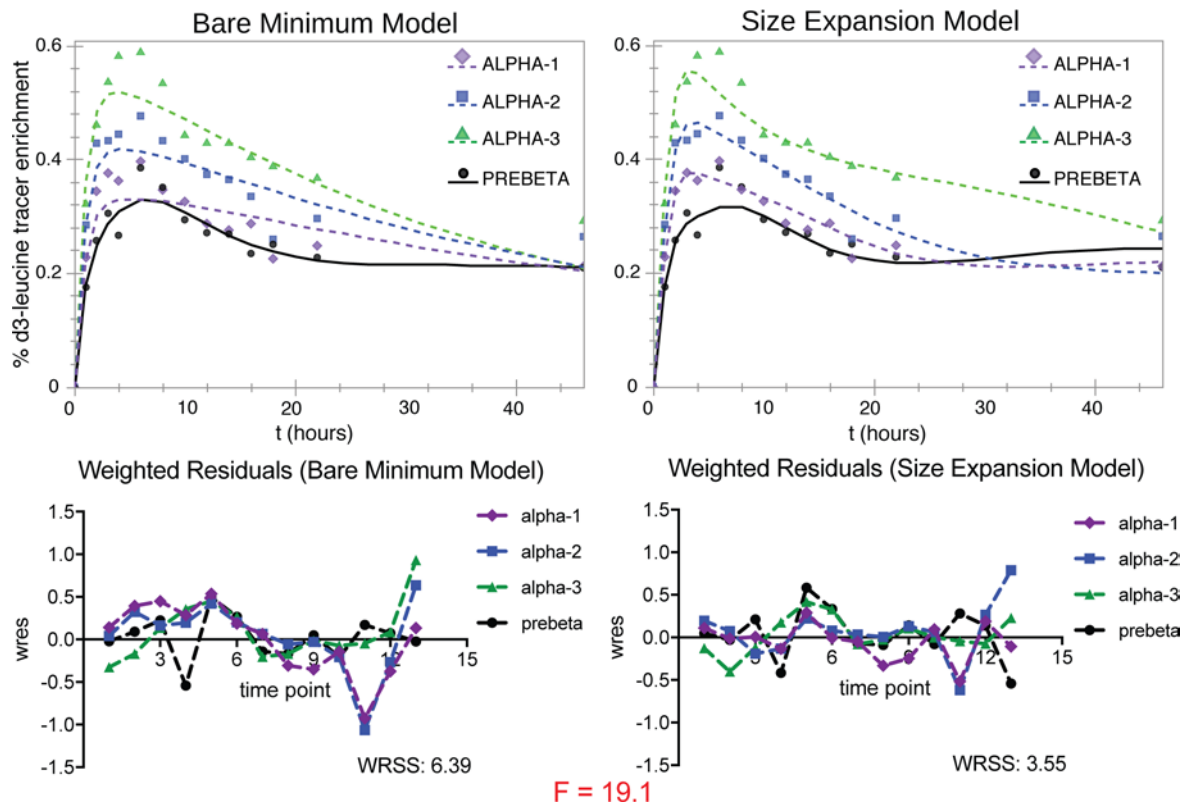 Bare Minimum Model
Size Expansion Model
% d3-leucine tracer enrichment
0.6
0.4
0.2
0
0
10
20
30
40
t (hours)
ALPHA-1
ALPHA-2
ALPHA-3
PREBETA
0.6
0.4
0.2
0
0
10
20
30
40
t (hours)
ALPHA-1
ALPHA-2
ALPHA-3
PREBETA
Weighted Residuals (Bare Minimum Model)
wres
1.5
1.0
0.5
0.0
-0.5
-1.0
-1.5
3
6
9
12
15
time point
alpha-1
alpha-2
alpha-3
prebeta
WRSS: 6.39
Weighted Residuals (Size Expansion Model)
wres
1.5
1.0
0.5
0.0
-0.5
-1.0
-1.5
3
6
9
12
15
time point
alpha-1
alpha-2
alpha-3
prebeta
WRSS: 3.55
F = 19.1